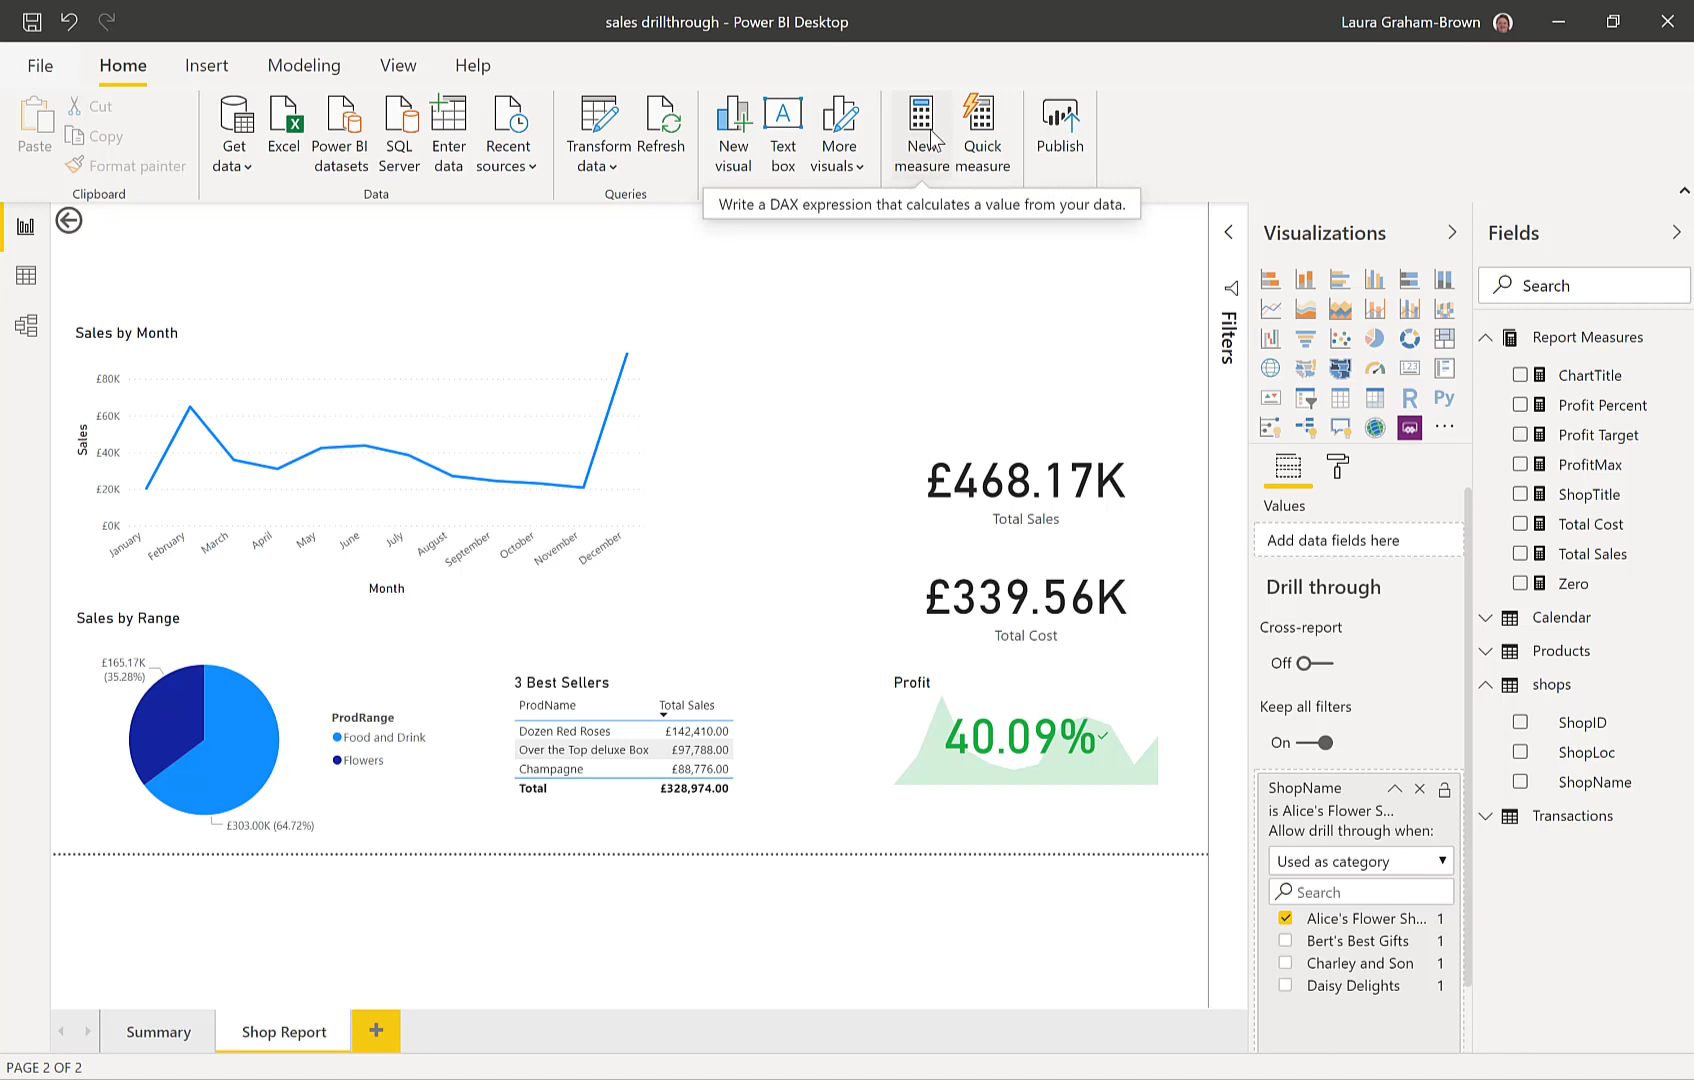 sales drillthrough - Power BI Desktop
Laura Graham-Brown
File
Home
Insert
Modeling
View
Help
Paste
Cut
Copy
Format painter
Clipboard
Get
data
Excel
Power BI
datasets
SQL
Server
Enter
data
Recent
sources
Data
Transform
data
Refresh
Queries
New
visual
Text
box
More
visuals
New
measure
Quick
measure
Publish
Write a DAX expression that calculates a value from your data.
Sales by Month
Sales
£80K
£60K
£40K
£20K
£0K
January
February
March
April
May
June
July
August
September
October
November
December
Month
£468.17K
Total Sales
£339.56K
Total Cost
Sales by Range
£165.17K
(35.28%)
£303.00K (64.72%)
ProdRange
Food and Drink
Flowers
3 Best Sellers
ProdName Total Sales
Dozen Red Roses £142,410.00
Over the Top deluxe Box £97,788.00
Champagne £88,776.00
Total £328,974.00
Profit
40.09%
Filters
Visualizations
123
R
Py
Values
Add data fields here
Drill through
Cross-report
Off
Keep all filters
On
ShopName
is Alice's Flower S...
Allow drill through when:
Used as category
Search
Alice's Flower Sh... 1
Bert's Best Gifts 1
Charley and Son 1
Daisy Delights 1
Fields
Search
Report Measures
ChartTitle
Profit Percent
Profit Target
ProfitMax
ShopTitle
Total Cost
Total Sales
Zero
Calendar
Products
shops
ShopID
ShopLoc
ShopName
Transactions
Summary
Shop Report
PAGE 2 OF 2